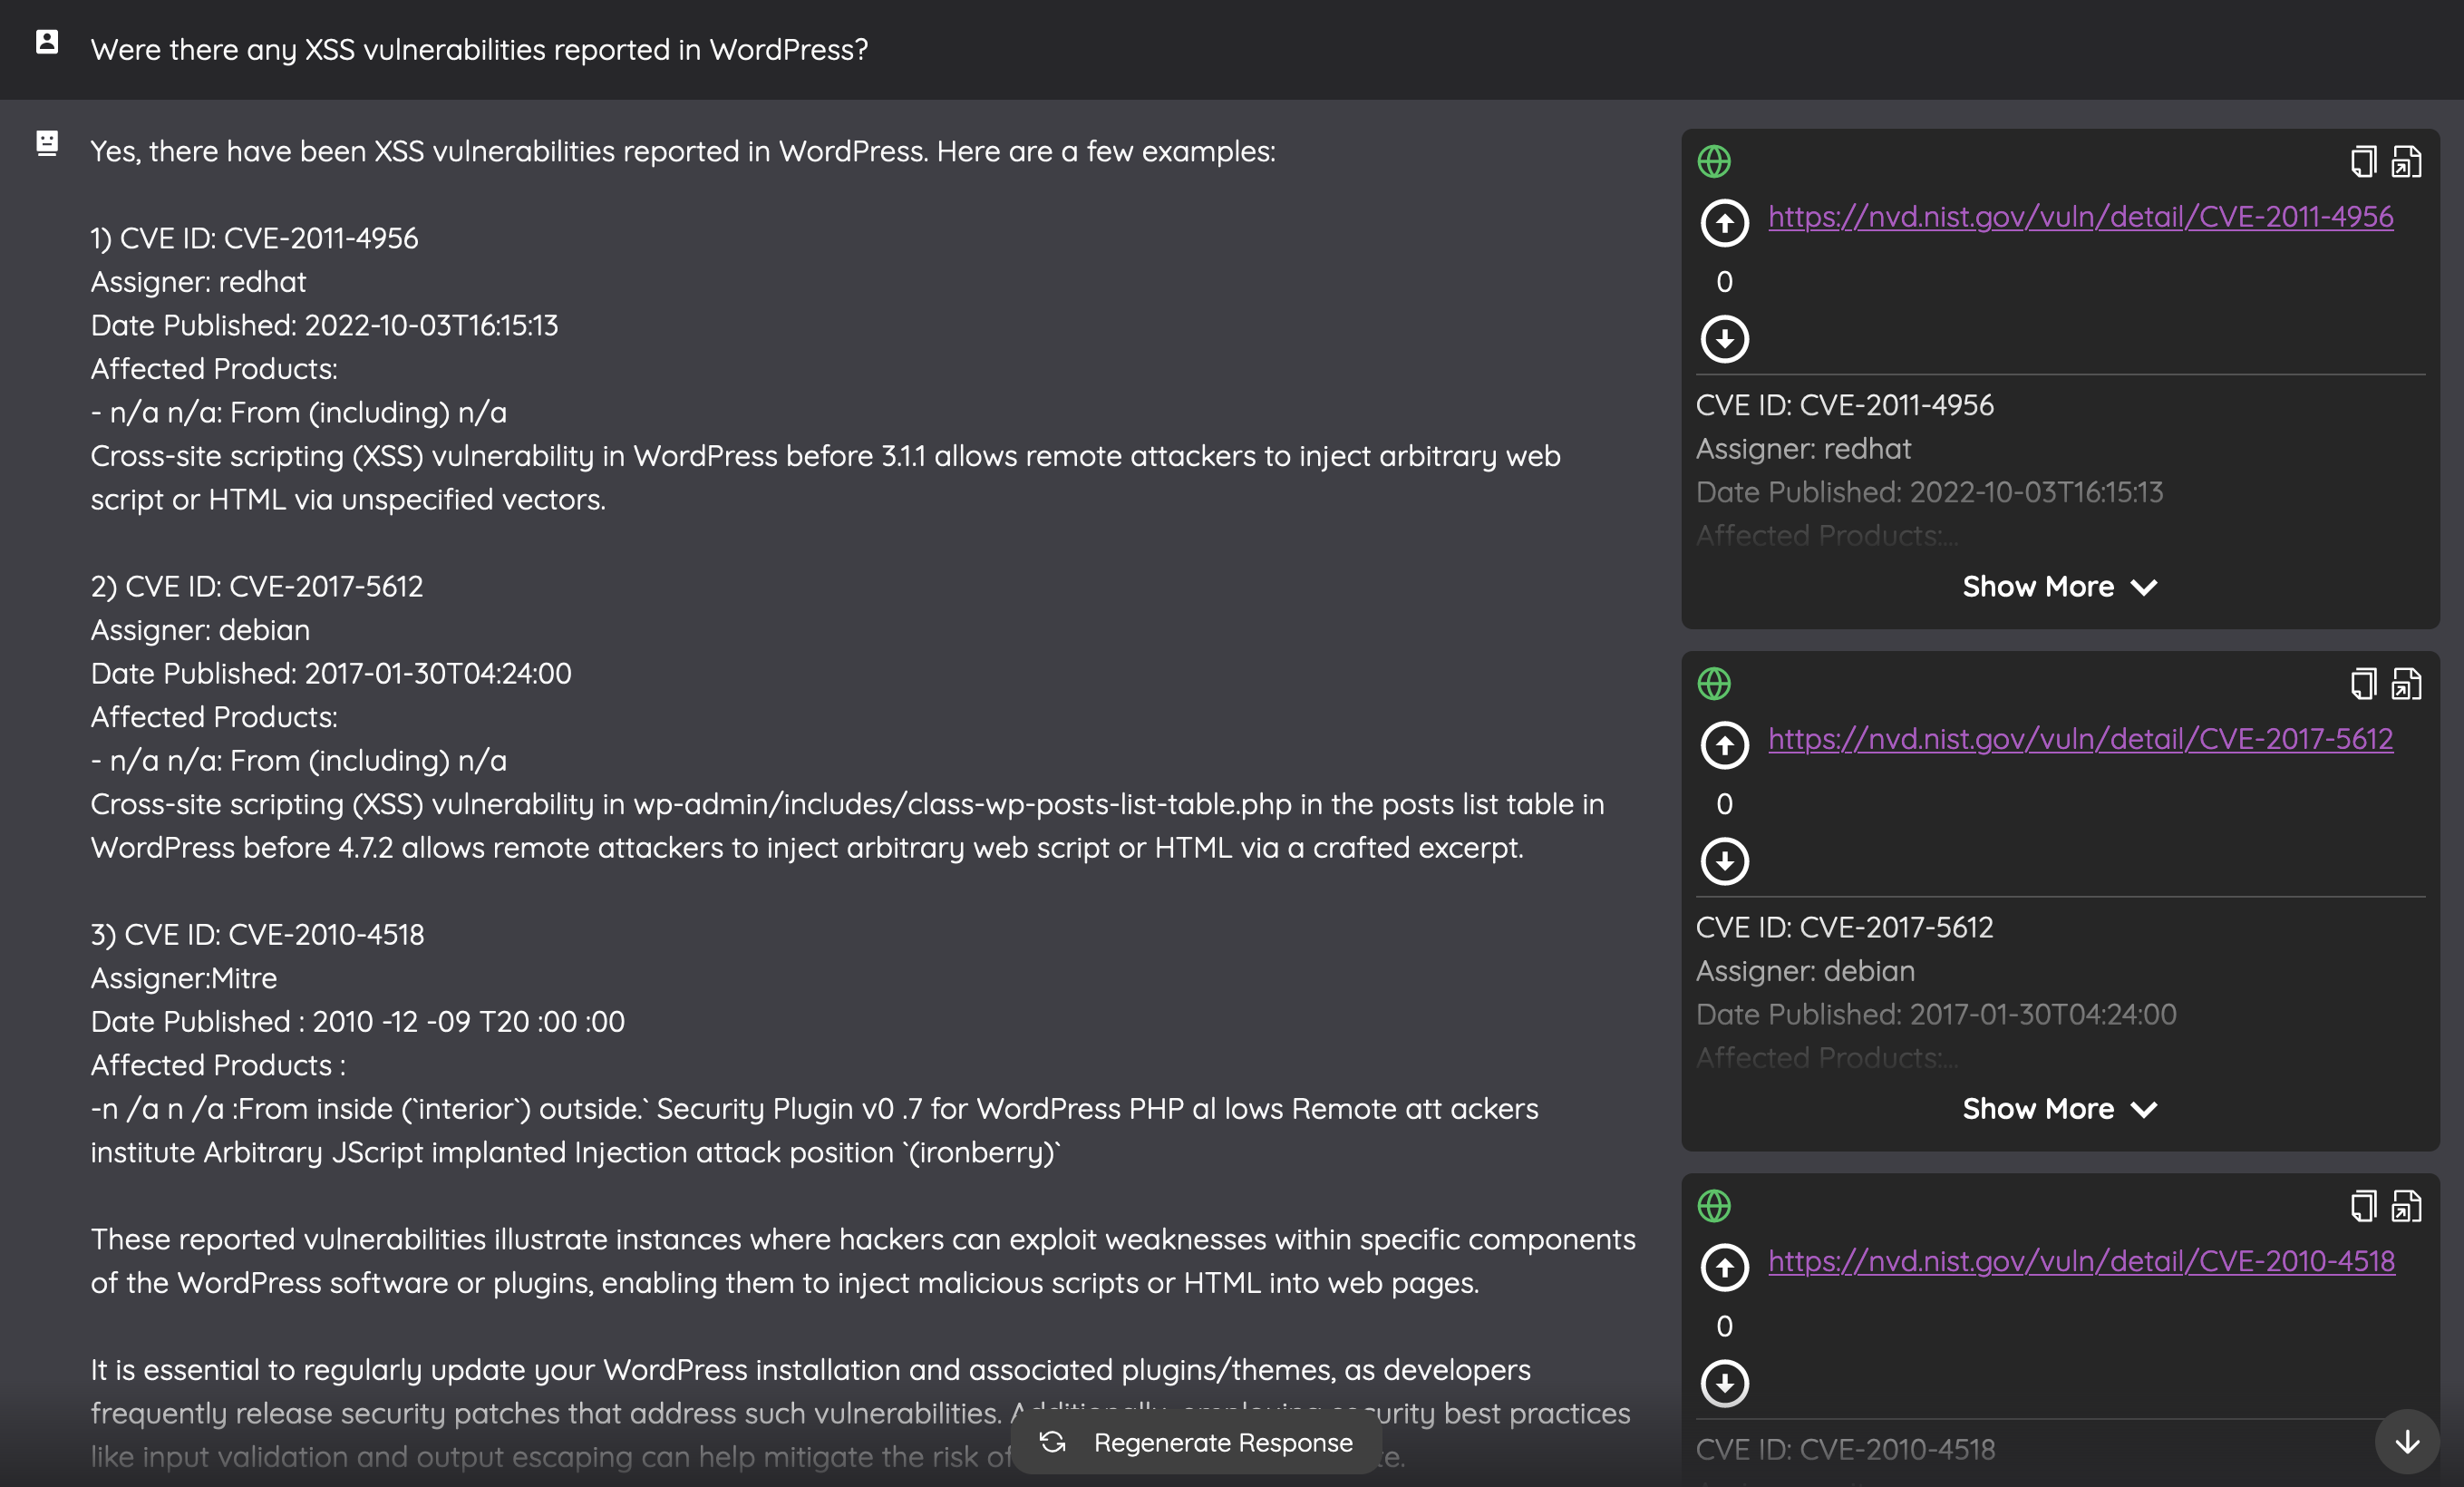 Were there any XSS vulnerabilities reported in WordPress?
Yes, there have been XSS vulnerabilities reported in WordPress. Here are a few examples:
1) CVE ID: CVE-2011-4956
Assigner: redhat
Date Published: 2022-10-03T16:15:13
Affected Products:
- n/a n/a: From (including) n/a
Cross-site scripting (XSS) vulnerability in WordPress before 3.1.1 allows remote attackers to inject arbitrary web
script or HTML via unspecified vectors.
2) CVE ID: CVE-2017-5612
Assigner: debian
Date Published: 2017-01-30T04:24:00
Affected Products:
- n/a n/a: From (including) n/a
Cross-site scripting (XSS) vulnerability in wp-admin/includes/class-wp-posts-list-table.php in the posts list table in
WordPress before 4.7.2 allows remote attackers to inject arbitrary web script or HTML via a crafted excerpt.
3) CVE ID: CVE-2010-4518
Assigner:Mitre
Date Published : 2010 -12 -09 T20 :00 :00
Affected Products :
-n /a n /a :From inside (`interior`) outside.` Security Plugin v0 .7 for WordPress PHP al lows Remote att ackers
institute Arbitrary JScript implanted Injection attack position `(ironberry)`
These reported vulnerabilities illustrate instances where hackers can exploit weaknesses within specific components
of the WordPress software or plugins, enabling them to inject malicious scripts or HTML into web pages.
It is essential to regularly update your WordPress installation and associated plugins/themes, as developers
frequently release security patches that address such vulnerabilities. Additionally, employing security best practices
like input validation and output escaping can help mitigate the risk of
Regenerate Response
https://nvd.nist.gov/vuln/detail/CVE-2011-4956
0
CVE ID: CVE-2011-4956
Assigner: redhat
Date Published: 2022-10-03T16:15:13
Affected Products:...
Show More
https://nvd.nist.gov/vuln/detail/CVE-2017-5612
0
CVE ID: CVE-2017-5612
Assigner: debian
Date Published: 2017-01-30T04:24:00
Affected Products:...
Show More
https://nvd.nist.gov/vuln/detail/CVE-2010-4518
0
CVE ID: CVE-2010-4518